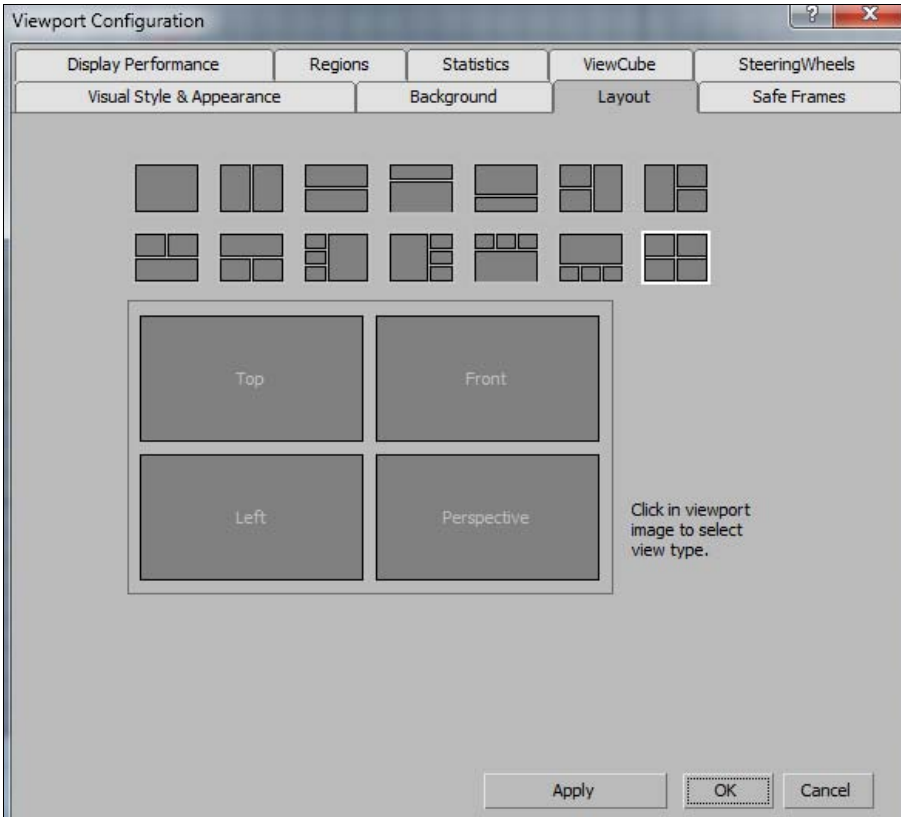 Viewport Configuration
?
X
Display Performance
Regions
Statistics
ViewCube
SteeringWheels
Visual Style & Appearance
Background
Layout
Safe Frames
Top
Front
Left
Perspective
Click in viewport
image to select
view type.
Apply
OK
Cancel